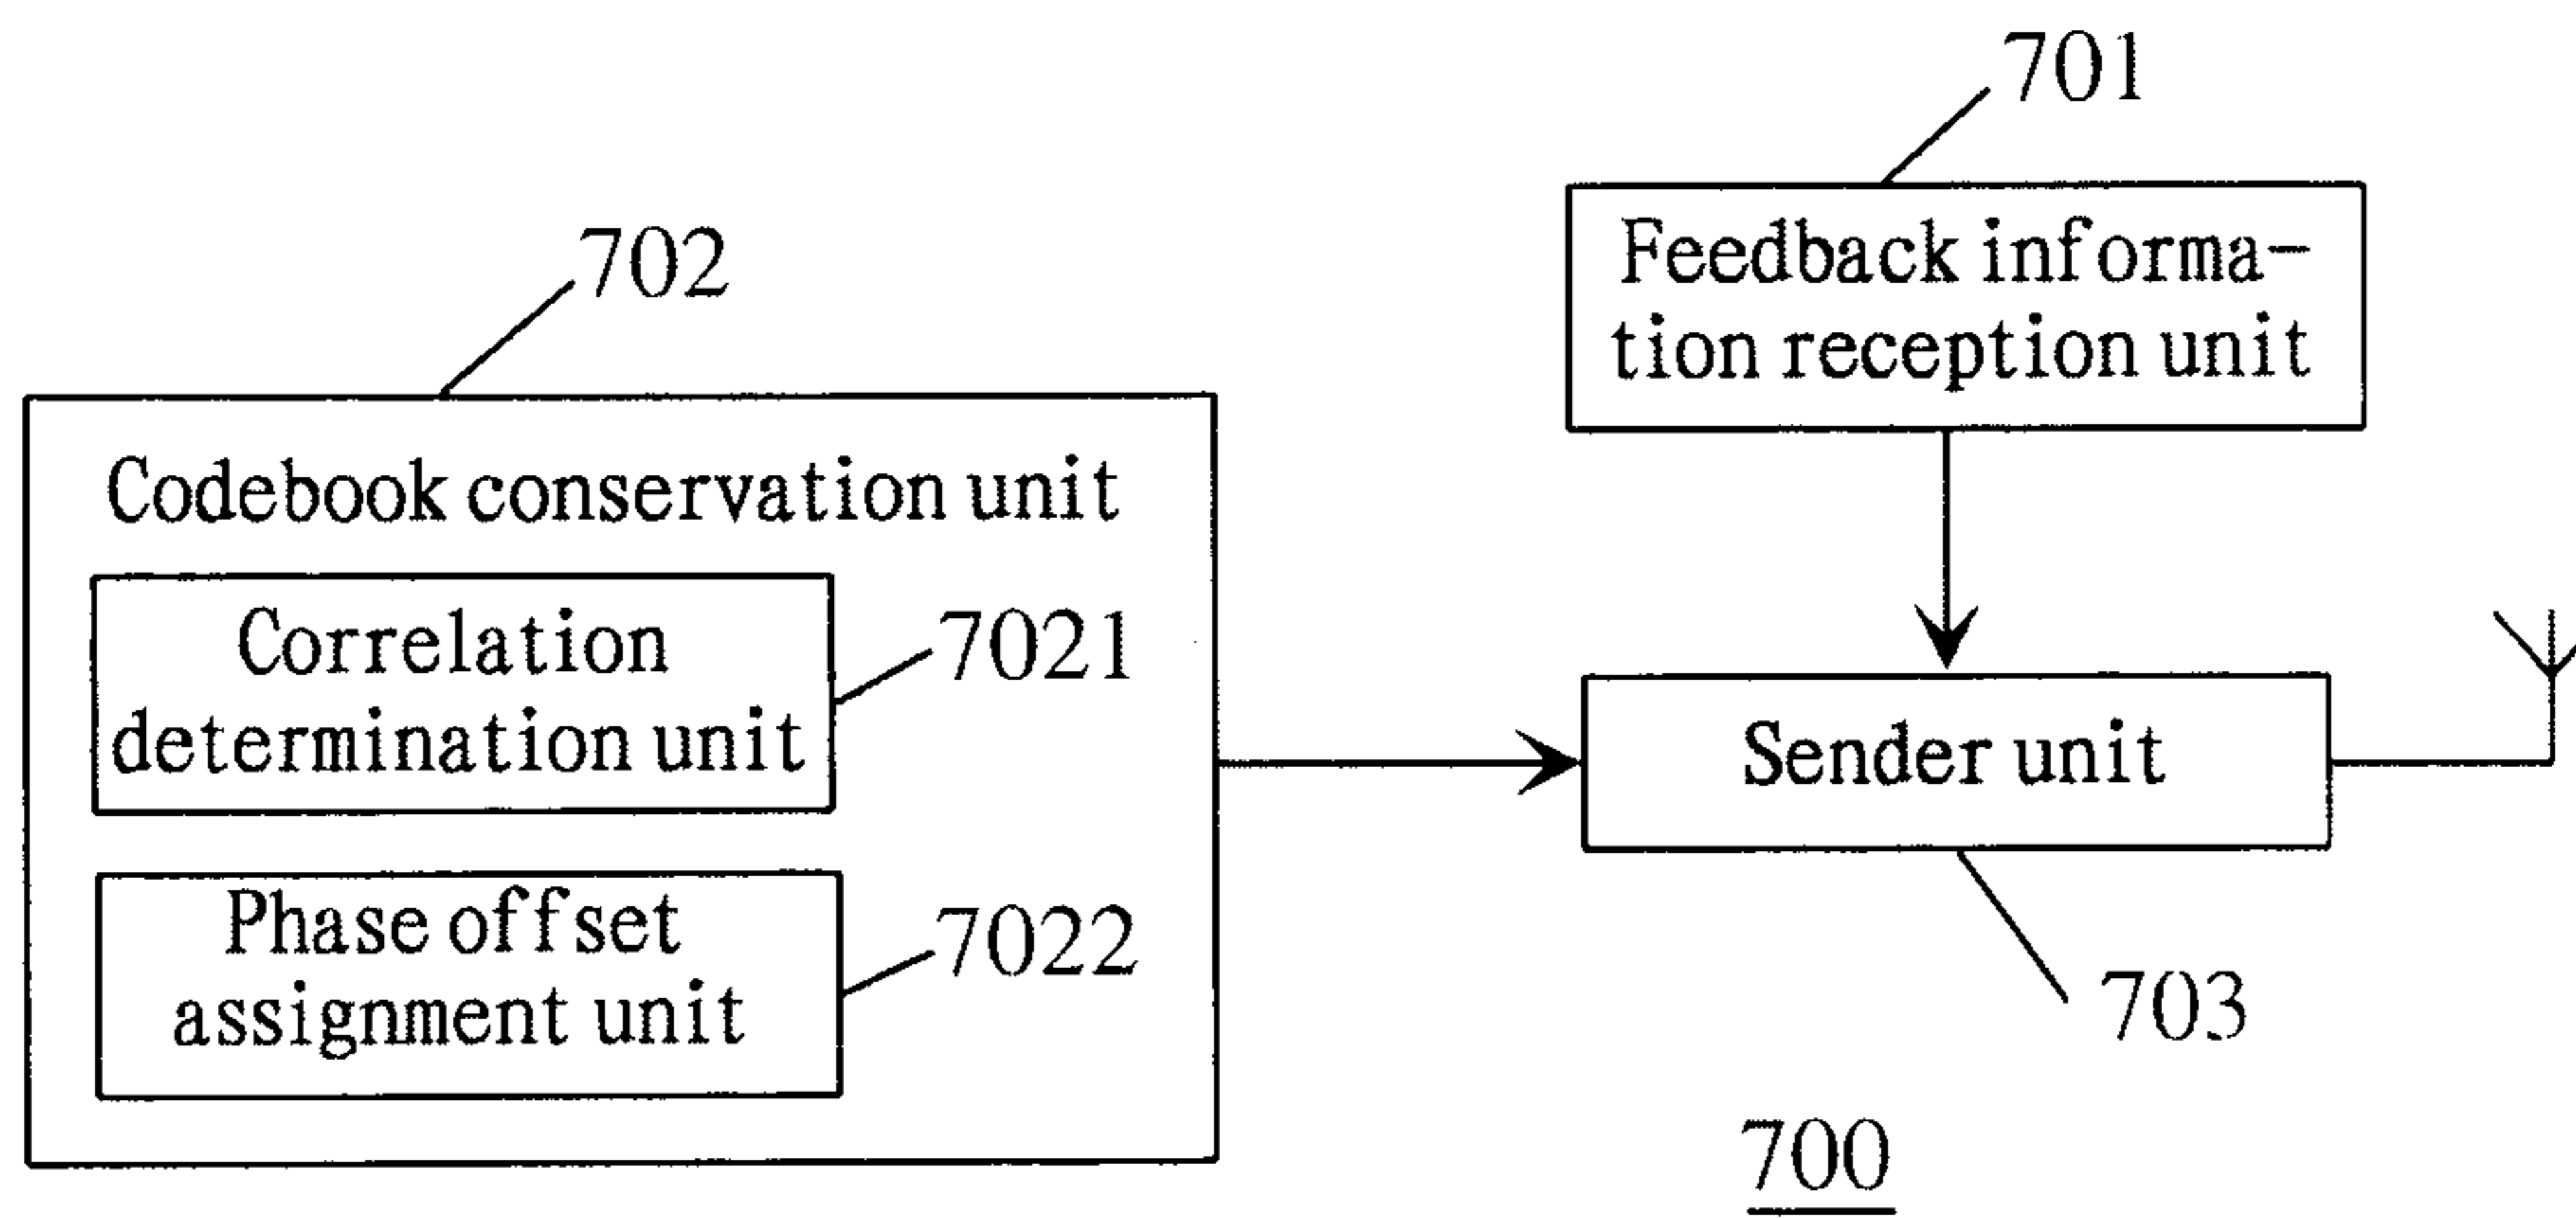 701
Feedback informa-
tion reception unit
702
Codebook conservation unit
Correlation
determination unit
7021
Phase offset
assignment unit
7022
Sender unit
703
700